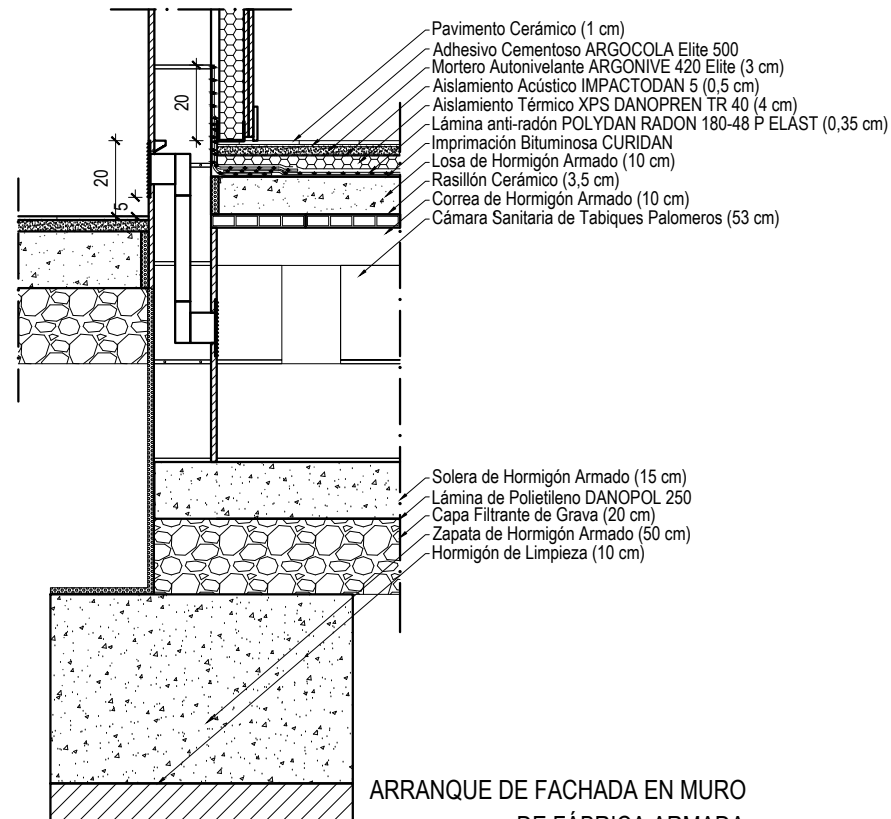 Pavimento Cerámico (1 cm)
Adhesivo Cementoso ARGOCOLA Elite 500
Mortero Autonivelante ARGONIVE 420 Elite (3 cm)
Aislamiento Acústico IMPACTODAN 5 (0,5 cm)
Aislamiento Térmico XPS DANOPREN TR 40 (4 cm)
Lámina anti-radón POLYDAN RADON 180-48 P ELAST (0,35 cm)
Imprimación Bituminosa CURIDAN
Losa de Hormigón Armado (10 cm)
Rasillón Cerámico (3,5 cm)
Correa de Hormigón Armado (10 cm)
Cámara Sanitaria de Tabiques Palomeros (53 cm)
20
20
5
Solera de Hormigón Armado (15 cm)
Lámina de Polietileno DANOPOL 250
Capa Filtrante de Grava (20 cm)
Zapata de Hormigón Armado (50 cm)
Hormigón de Limpieza (10 cm)
ARRANQUE DE FACHADA EN MURO
DE FÁBRICA ARMADA